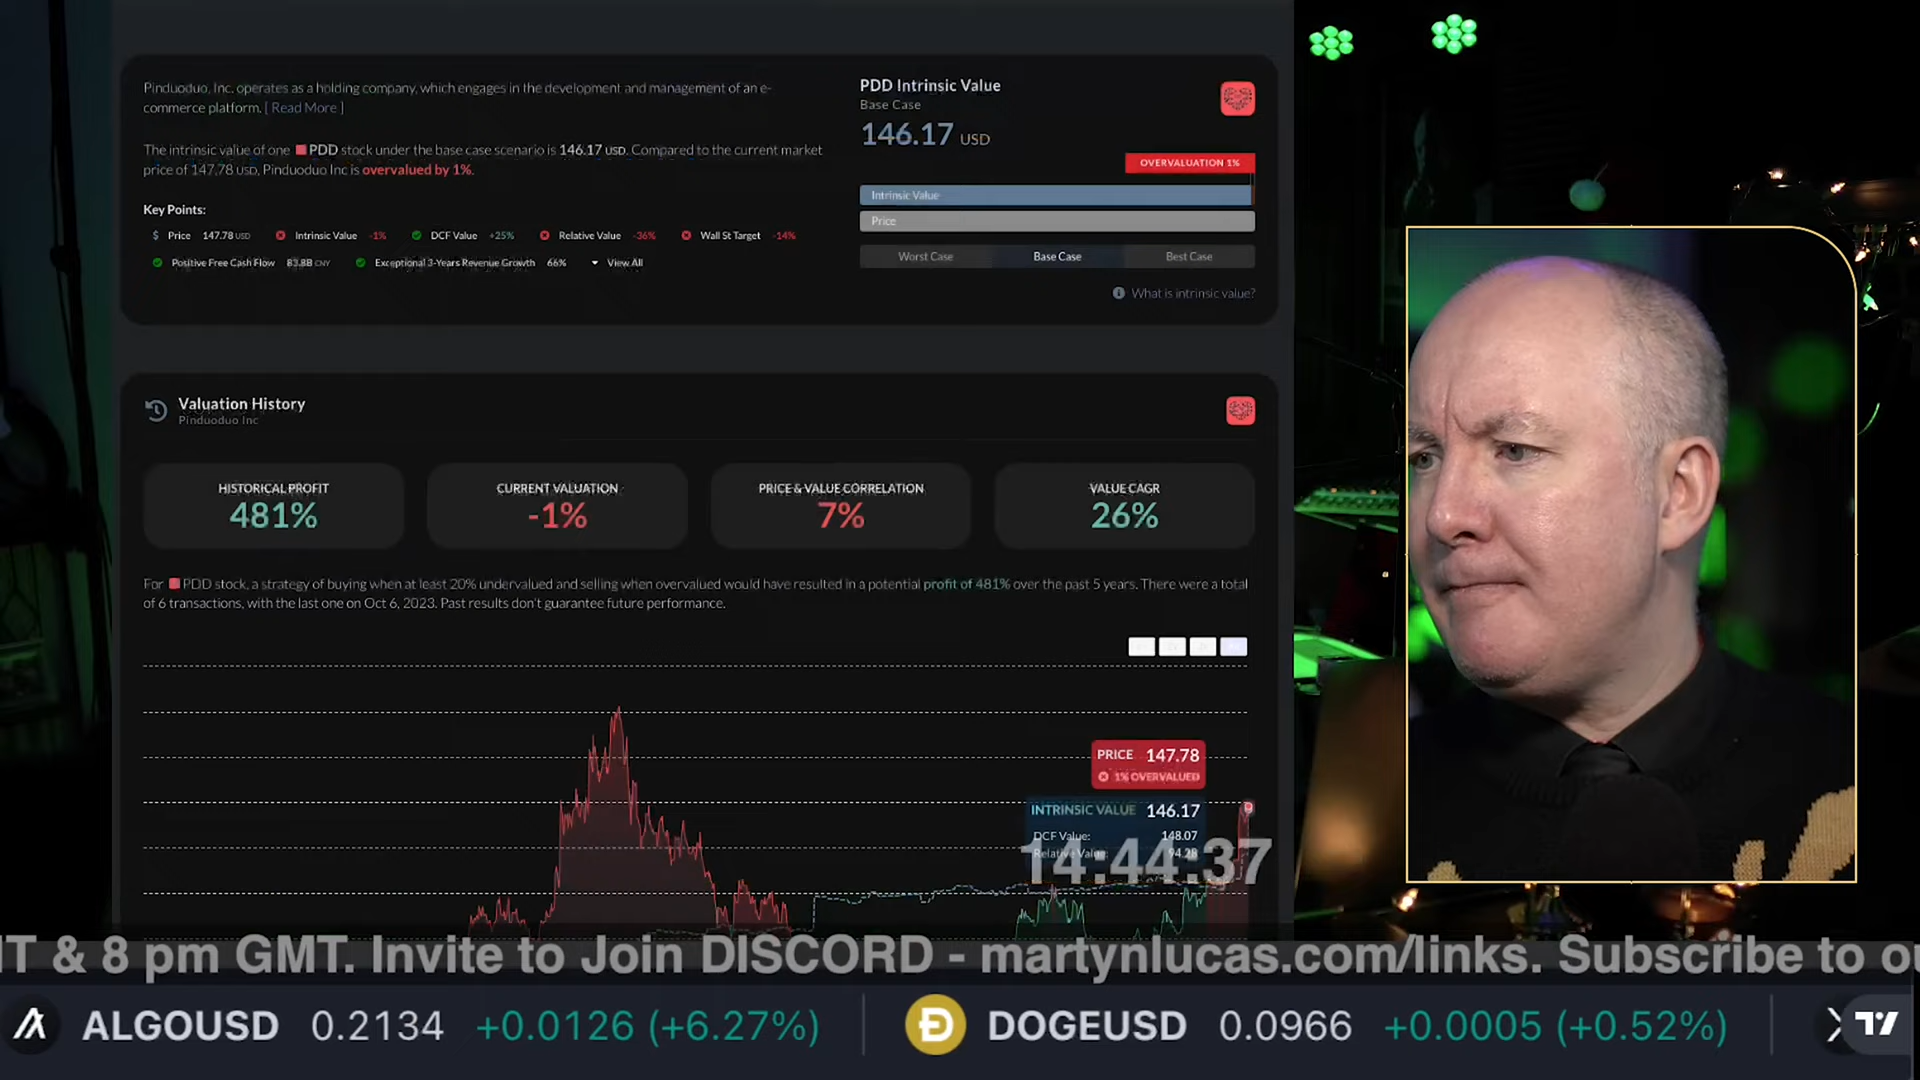 Pinduoduo, Inc. operates as a holding company, which engages in the development and management of an e-
commerce platform. [ Read More ]
The intrinsic value of one PDD stock under the base case scenario is 146.17 USD. Compared to the current market
price of 147.78 USD, Pinduoduo Inc is overvalued by 1%.
Key Points:
$ Price 147.78 USD Intrinsic Value -1% DCF Value +25% Relative Value -36% Wall St Target -14%
Positive Free Cash Flow 83.8B CNY Exceptional 3-Years Revenue Growth 66% View All
PDD Intrinsic Value
Base Case
146.17 USD
OVERVALUATION 1%
Intrinsic Value
Price
Worst Case Base Case Best Case
What is intrinsic value?
Valuation History
Pinduoduo Inc
HISTORICAL PROFIT
481%
CURRENT VALUATION
-1%
PRICE & VALUE CORRELATION
7%
VALUE CAGR
26%
For PDD stock, a strategy of buying when at least 20% undervalued and selling when overvalued would have resulted in a potential profit of 481% over the past 5 years. There were a total
of 6 transactions, with the last one on Oct 6, 2023. Past results don't guarantee future performance.
PRICE 147.78
1% OVERVALUED
INTRINSIC VALUE 146.17
DCF Value: 148.07
Relative Value: 94.28
14:44:37
T & 8 pm GMT. Invite to Join DISCORD - martynlucas.com/links. Subscribe to ou
ALGOUSD 0.2134 +0.0126 (+6.27%) DOGEUSD 0.0966 +0.0005 (+0.52%)